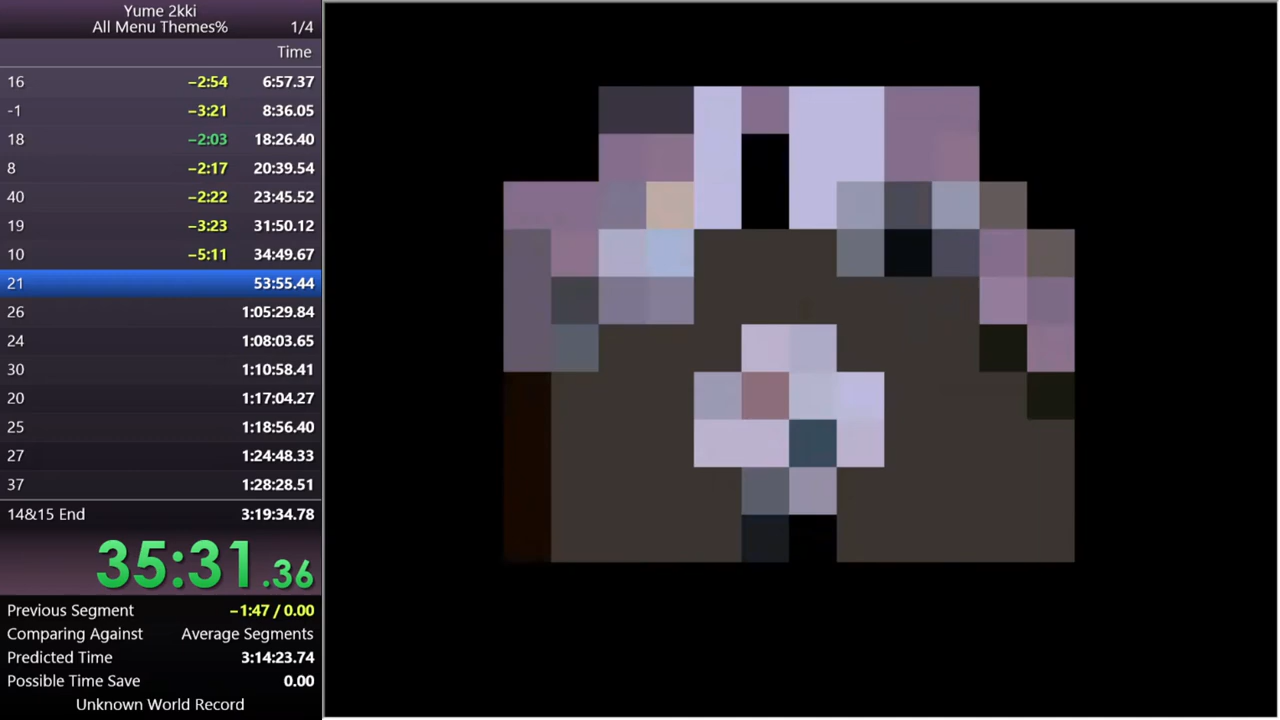 Yume 2kki
All Menu Themes% 1/4
Time
16 −2:54 6:57.37
-1 −3:21 8:36.05
18 −2:03 18:26.40
8 −2:17 20:39.54
40 −2:22 23:45.52
19 −3:23 31:50.12
10 −5:11 34:49.67
21 53:55.44
26 1:05:29.84
24 1:08:03.65
30 1:10:58.41
20 1:17:04.27
25 1:18:56.40
27 1:24:48.33
37 1:28:28.51
14&15 End 3:19:34.78
35:31.36
Previous Segment −1:47 / 0.00
Comparing Against Average Segments
Predicted Time 3:14:23.74
Possible Time Save 0.00
Unknown World Record